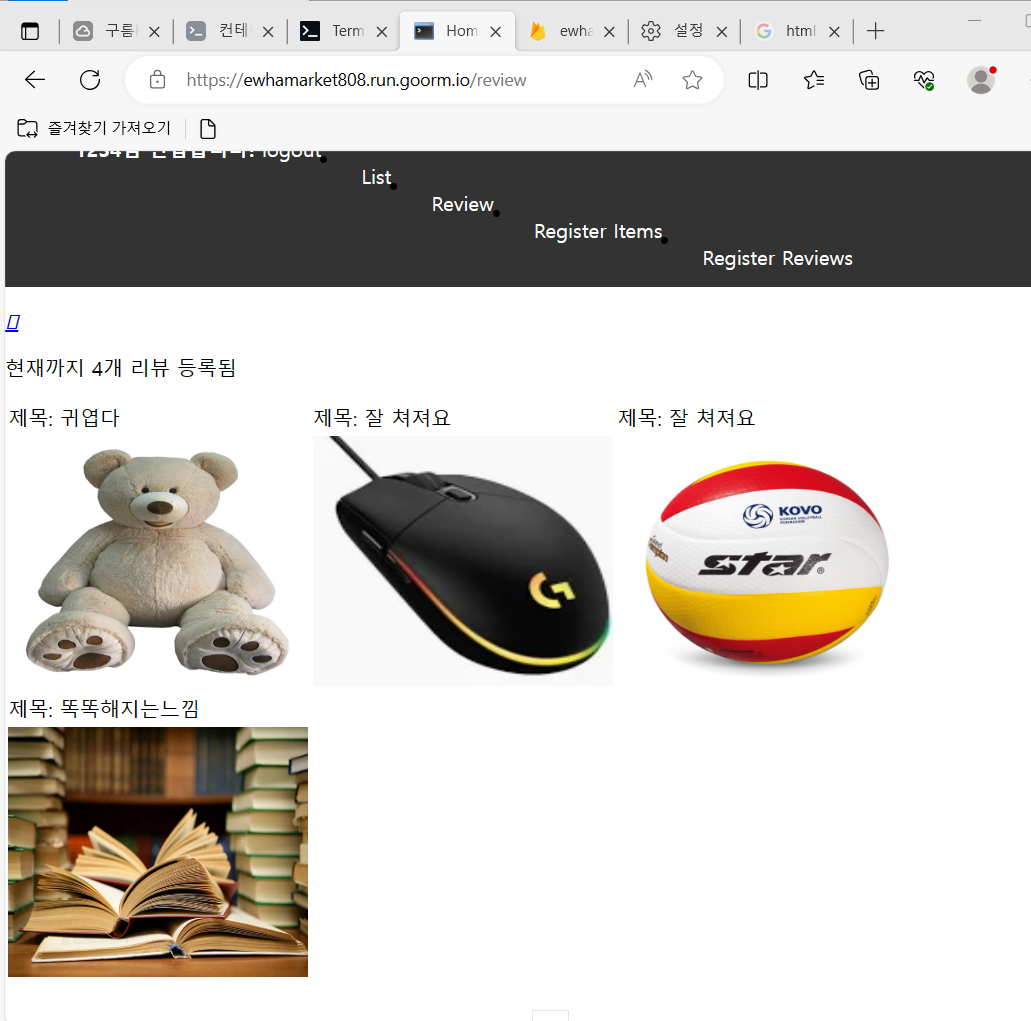 구름
컨테
Term
Hom
ewha
설정
html
https://ewhamarket808.run.goorm.io/review
즐겨찾기 가져오기
logout
List
Review
Register Items
Register Reviews
현재까지 4개 리뷰 등록됨
제목: 귀엽다
제목: 잘 쳐져요
제목: 잘 쳐져요
G
KOVO
star
제목: 똑똑해지는느낌